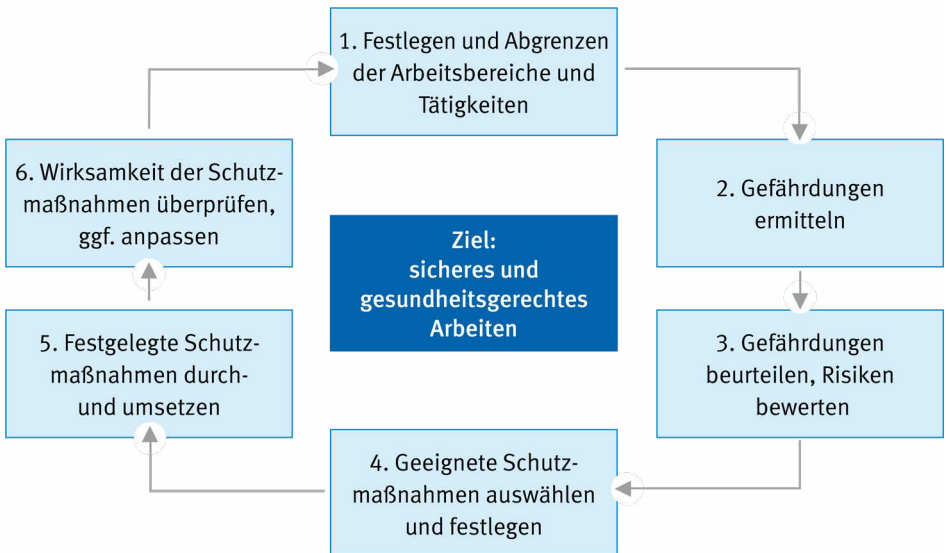 1. Festlegen und Abgrenzen
der Arbeitsbereiche und
Tätigkeiten
2. Gefährdungen
ermitteln
3. Gefährdungen
beurteilen, Risiken
bewerten
4. Geeignete Schutz-
maßnahmen auswählen
und festlegen
5. Festgelegte Schutz-
maßnahmen durch-
und umsetzen
6. Wirksamkeit der Schutz-
maßnahmen überprüfen,
ggf. anpassen
Ziel:
sicheres und
gesundheitsgerechtes
Arbeiten